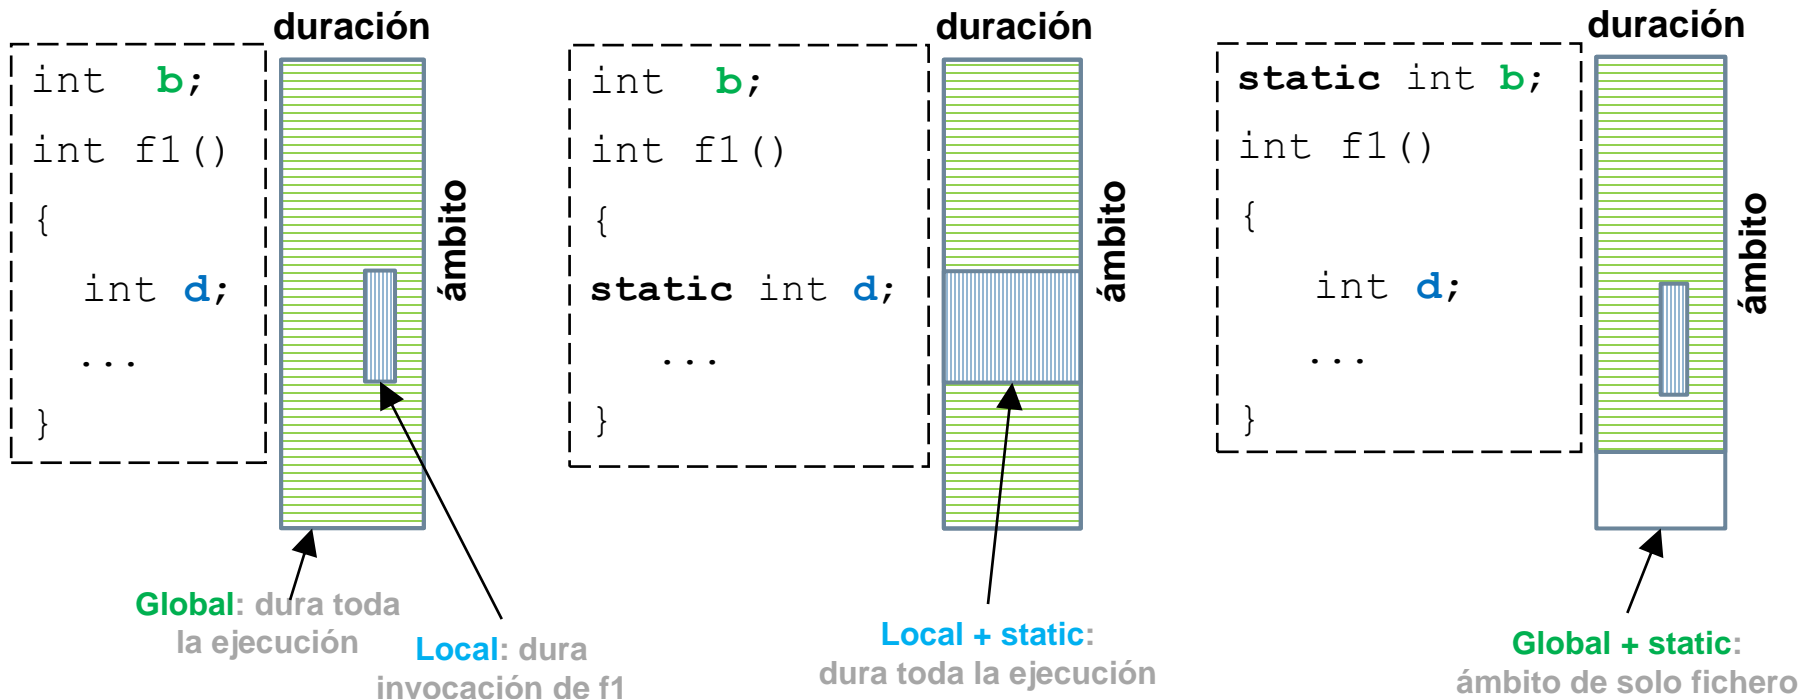 duración
int b;
int f1()
{
int d;
...
}
ámbito
Global: dura toda
la ejecución
Local: dura
invocación de f1
duración
int b;
int f1()
{
static int d;
...
}
ámbito
Local + static:
dura toda la ejecución
duración
static int b;
int f1()
{
int d;
...
}
ámbito
Global + static:
ámbito de solo fichero